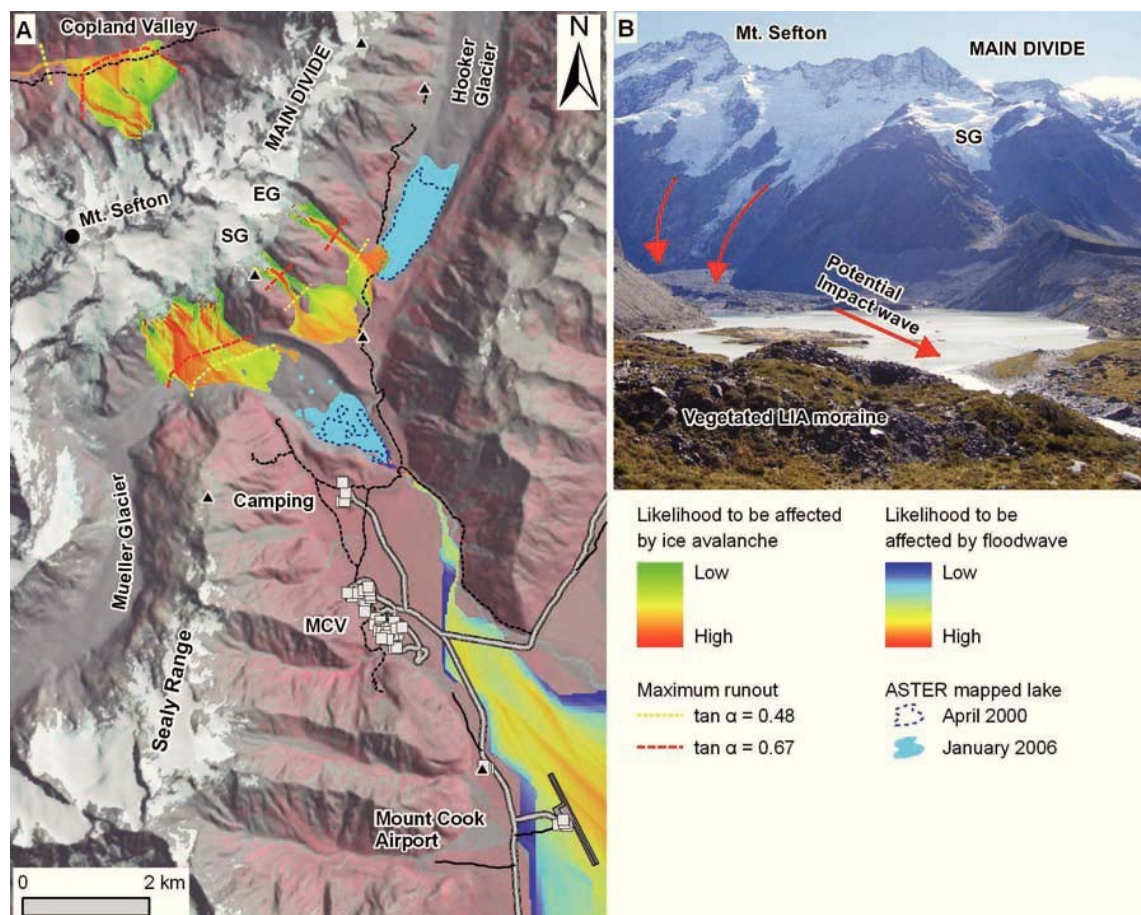 A
Copland Valley
MAIN DIVIDE
Hooker
Glacier
N
Mt. Sefton
EG
SG
Camping
Mueller Glacier
MCV
Sealy Range
Mount Cook
Airport
0 2 km
B
Mt. Sefton
MAIN DIVIDE
SG
Potential
Impact wave
Vegetated LIA moraine
Likelihood to be affected
by ice avalanche
Low
High
Likelihood to be
affected by floodwave
Low
High
Maximum runout
tan α = 0.48
tan α = 0.67
ASTER mapped lake
April 2000
January 2006